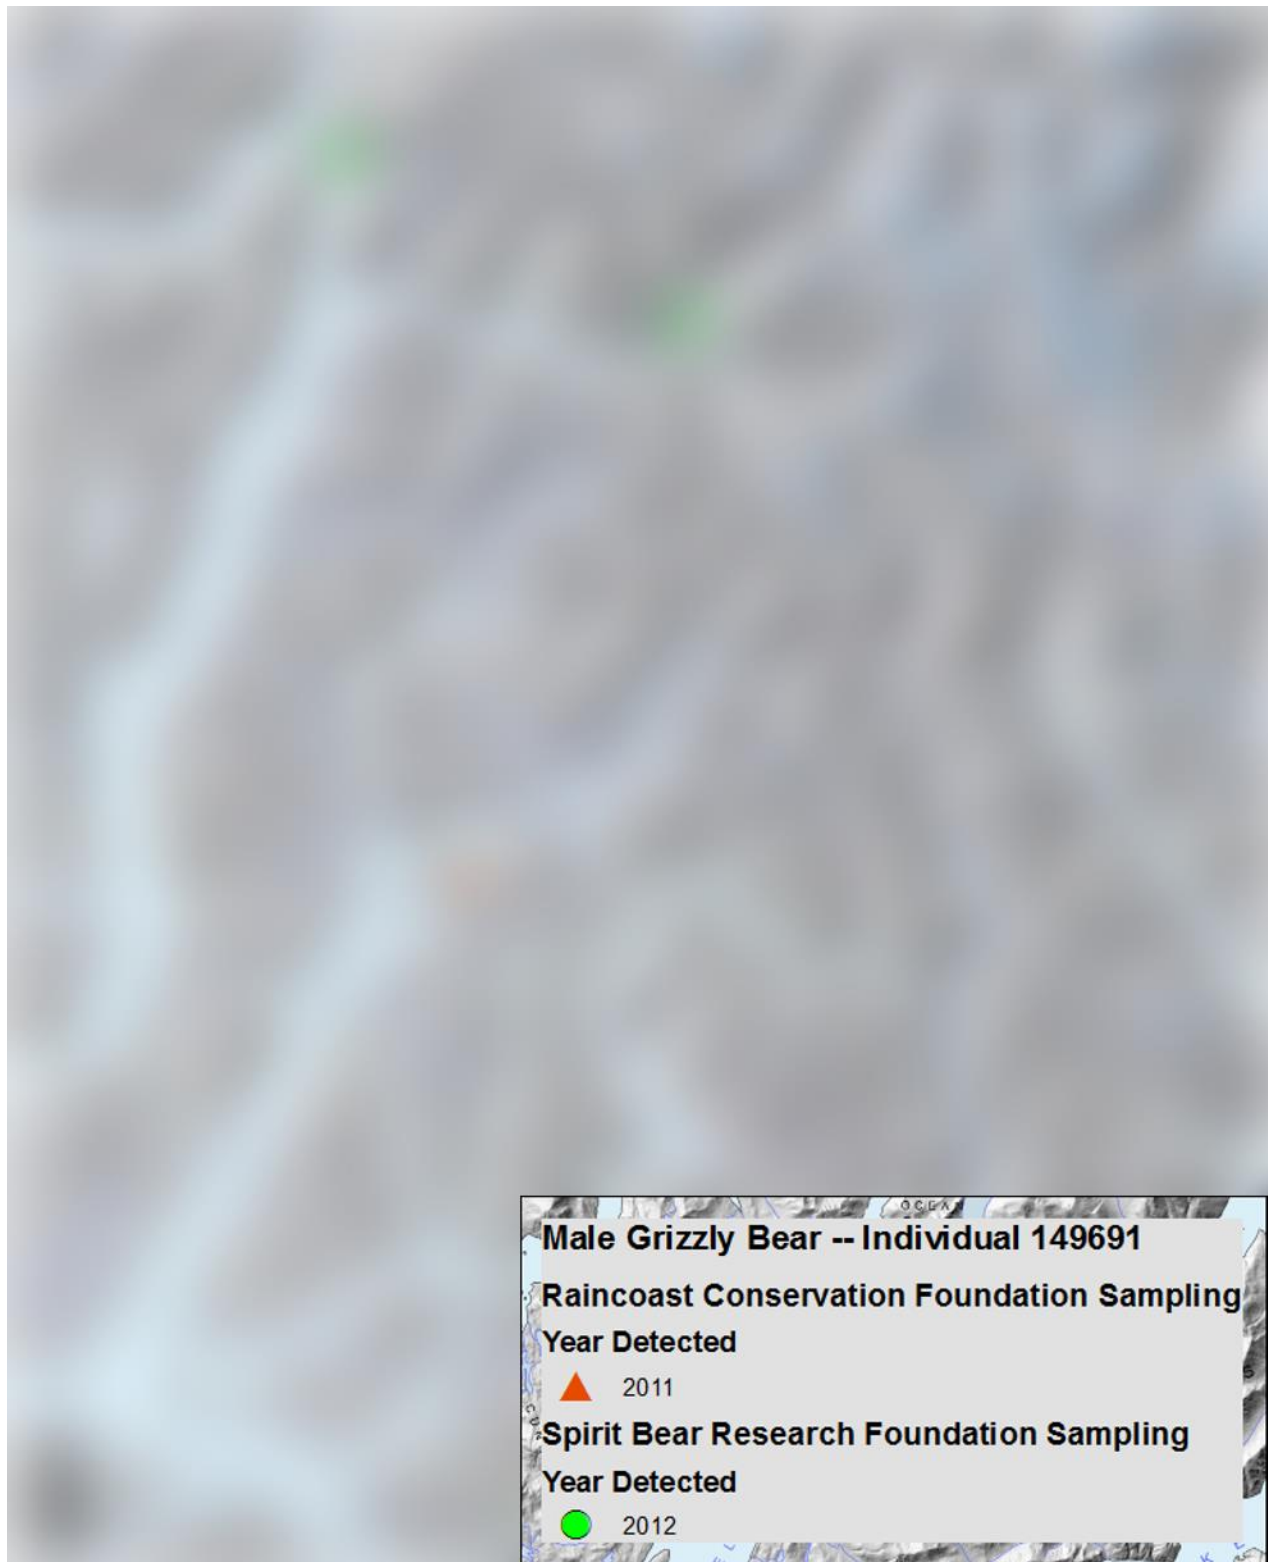 OCEAN
Male Grizzly Bear -- Individual 149691
Raincoast Conservation Foundation Sampling
Year Detected
2011
Spirit Bear Research Foundation Sampling
Year Detected
2012